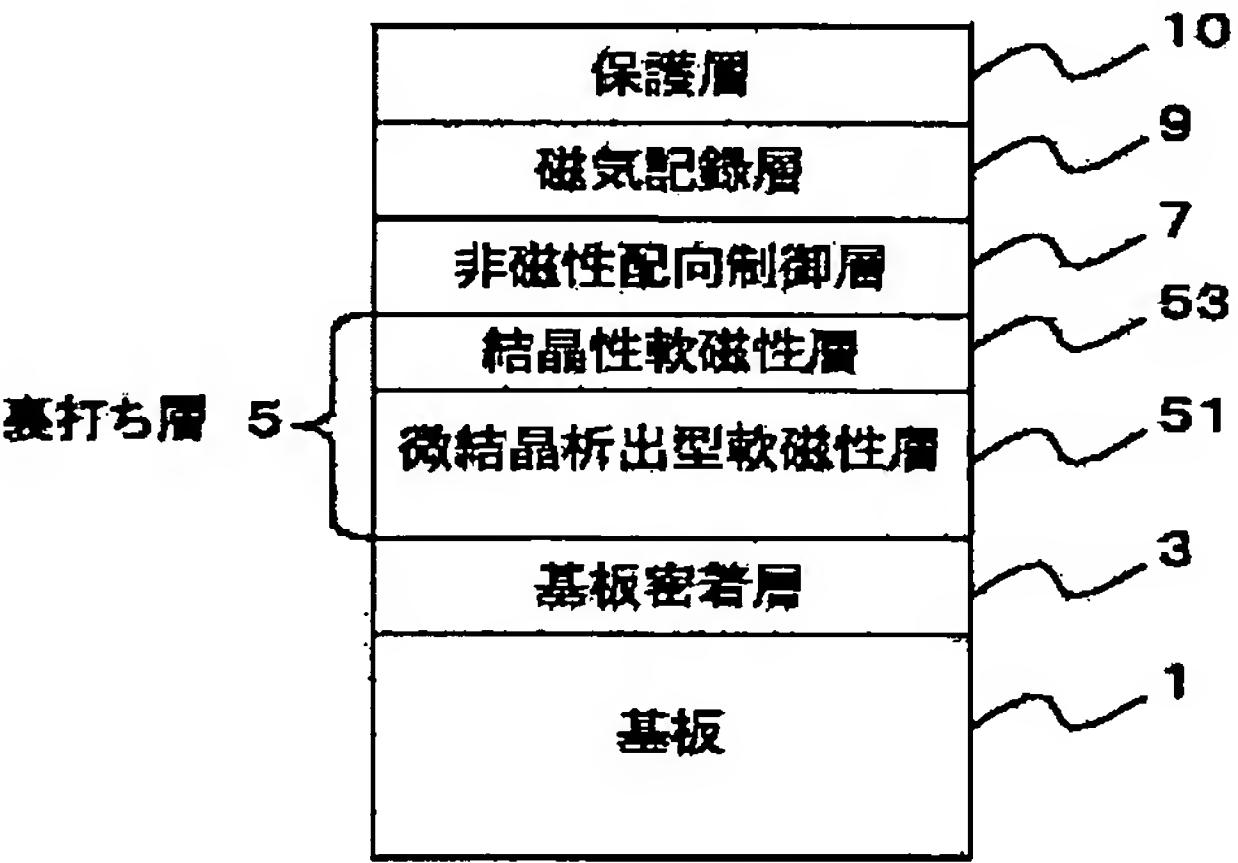 保護層 10
磁気記録層 9
非磁性配向制御層 7
結晶性軟磁性層 53
裏打ち層 5
微結晶析出型軟磁性層 51
基板密着層 3
基板 1